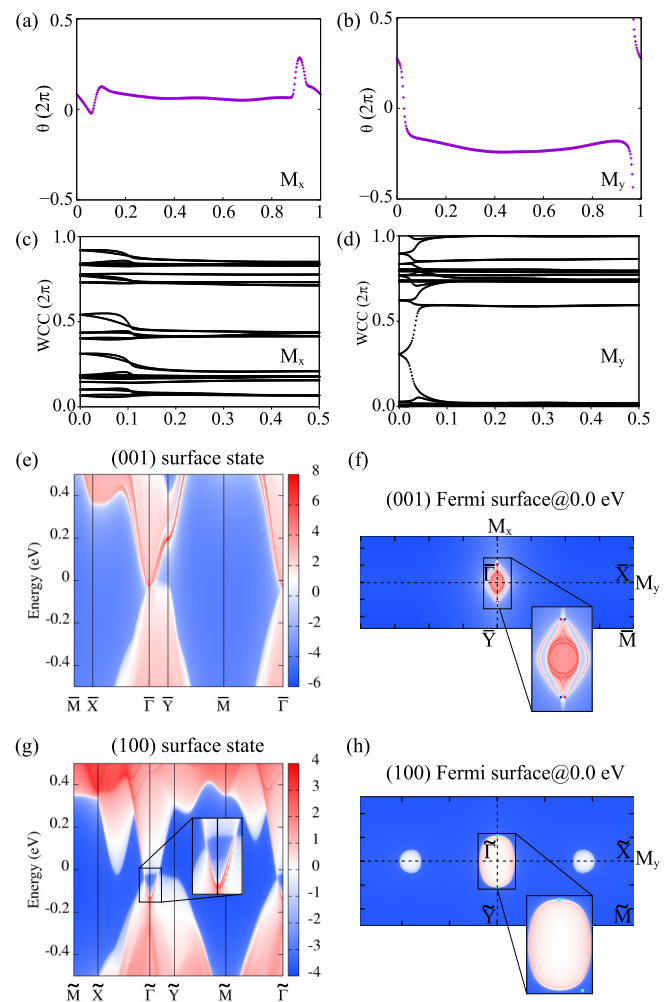 (a)
0.5
0
-0.5
θ (2π)
Mx
0 0.2 0.4 0.6 0.8 1
(b)
0.5
0
-0.5
θ (2π)
My
0 0.2 0.4 0.6 0.8 1
(c)
1.0
0.5
0.0
WCC (2π)
Mx
0 0.1 0.2 0.3 0.4 0.5
(d)
1.0
0.5
0.0
WCC (2π)
My
0 0.1 0.2 0.3 0.4 0.5
(e)
(001) surface state
0.4
0.2
0
-0.2
-0.4
Energy (eV)
M̅ X̅ Γ̅ Y̅ M̅ Γ̅
8
6
4
2
0
-2
-4
-6
(f)
(001) Fermi surface@0.0 eV
Mx
Γ̅ X̅
My
Y̅ M̅
(g)
(100) surface state
0.4
0.2
0
-0.2
-0.4
Energy (eV)
M̃ X̃ Γ̃ Ỹ M̃ Γ̃
4
3
2
1
0
-1
-2
-3
-4
(h)
(100) Fermi surface@0.0 eV
Γ̃ X̃
My
Ỹ M̃